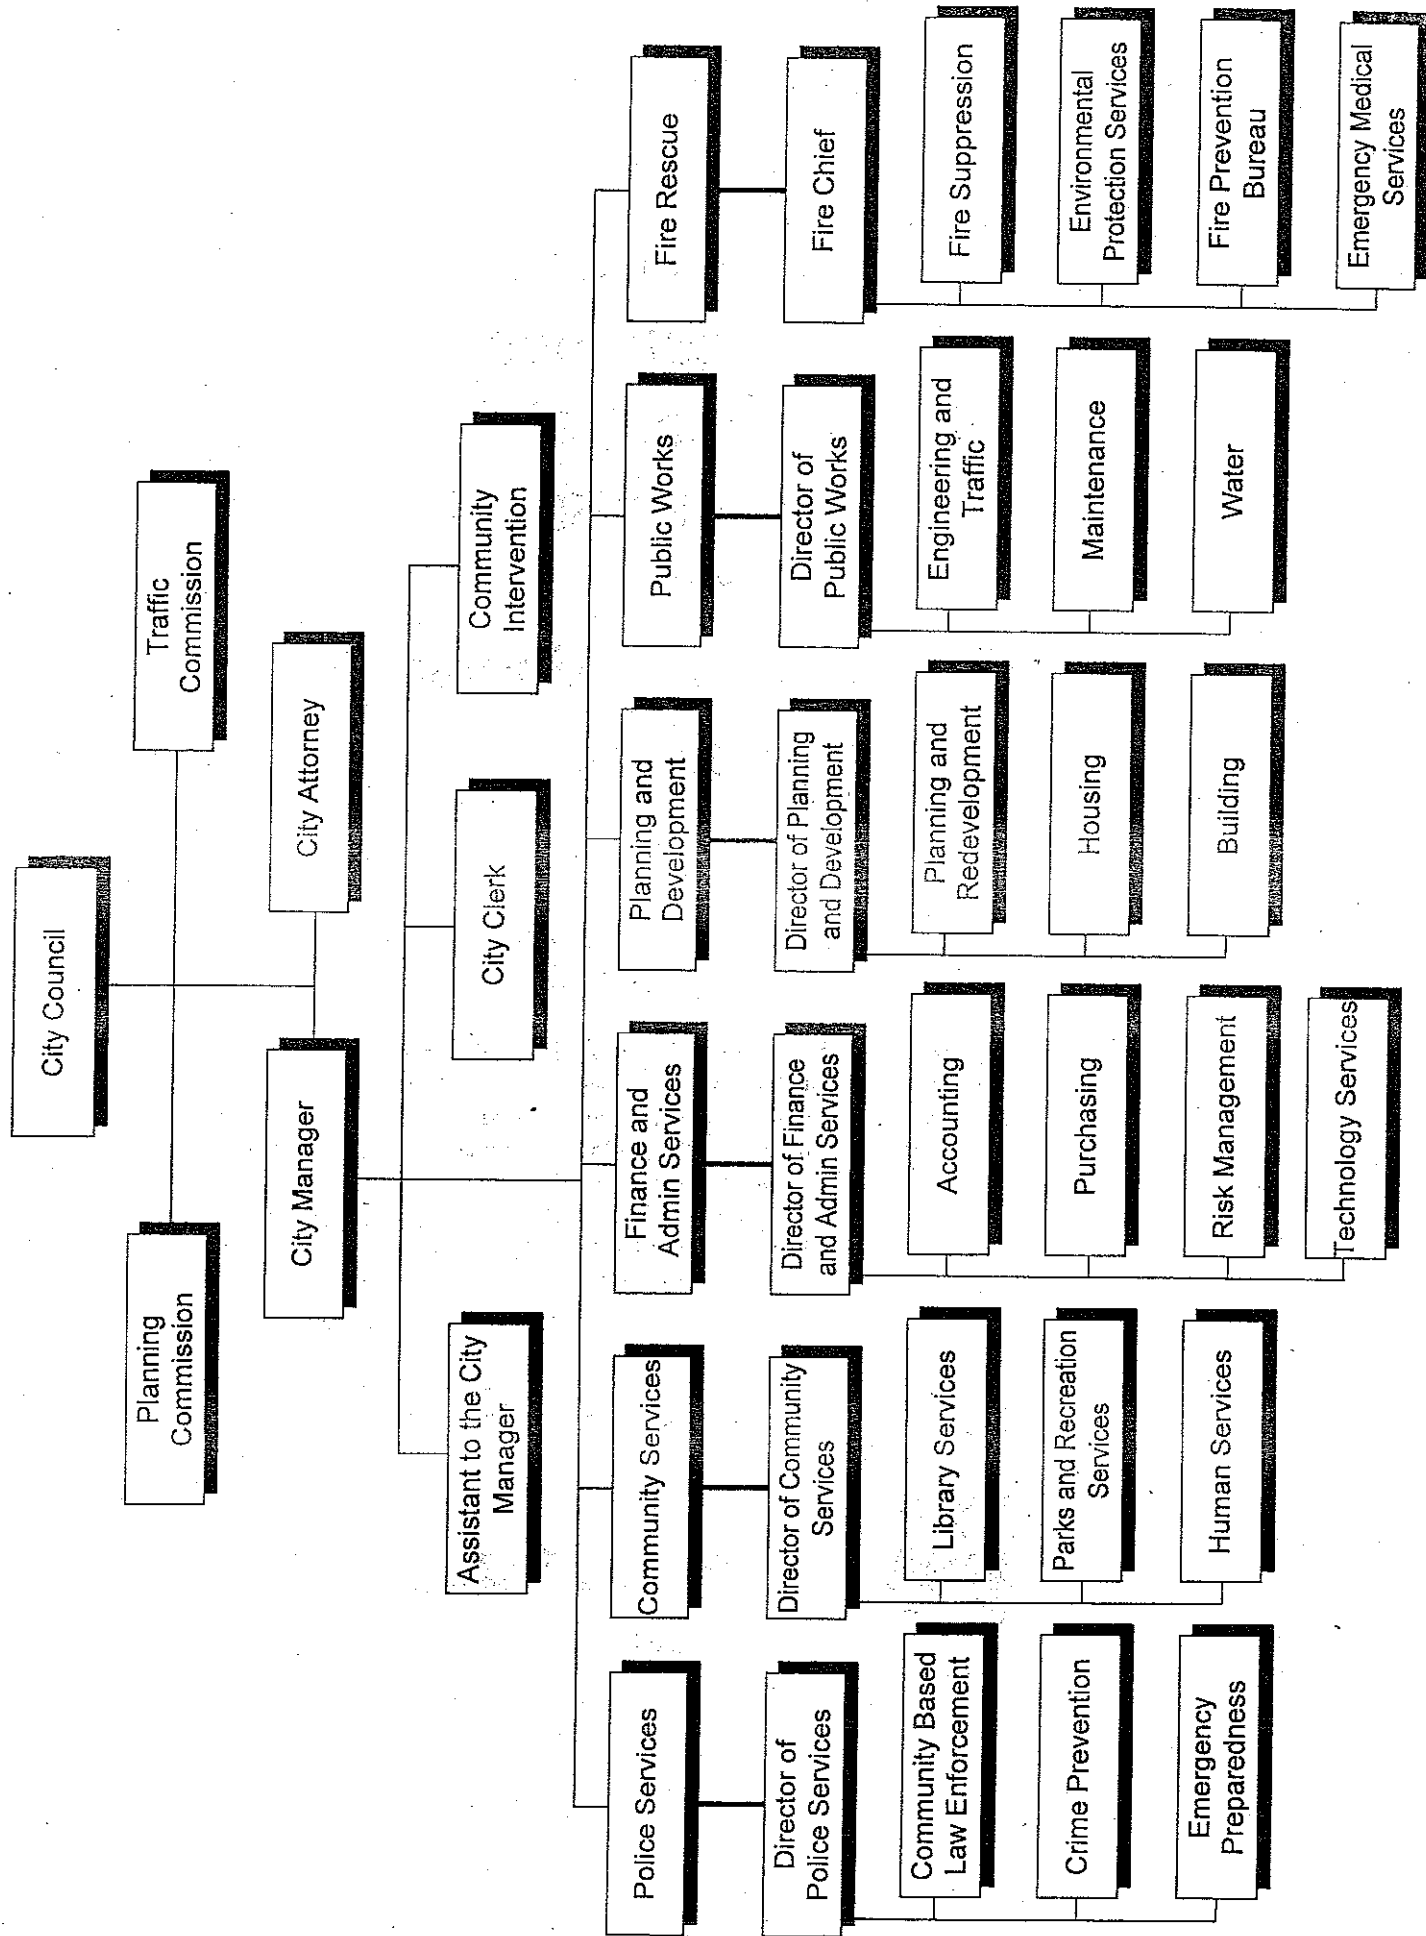 City Council
Planning
Commission
Traffic
Commission
City Manager
City Attorney
Assistant to the City
Manager
City Clerk
Community
Intervention
Police Services
Community Services
Finance and
Admin Services
Planning and
Development
Public Works
Fire Rescue
Director of
Police Services
Director of Community
Services
Director of Finance
and Admin Services
Director of Planning
and Development
Director of
Public Works
Fire Chief
Community Based
Law Enforcement
Crime Prevention
Emergency
Preparedness
Library Services
Parks and Recreation
Services
Human Services
Accounting
Purchasing
Risk Management
Technology Services
Planning and
Redevelopment
Housing
Building
Engineering and
Traffic
Maintenance
Water
Fire Suppression
Environmental
Protection Services
Fire Prevention
Bureau
Emergency Medical
Services